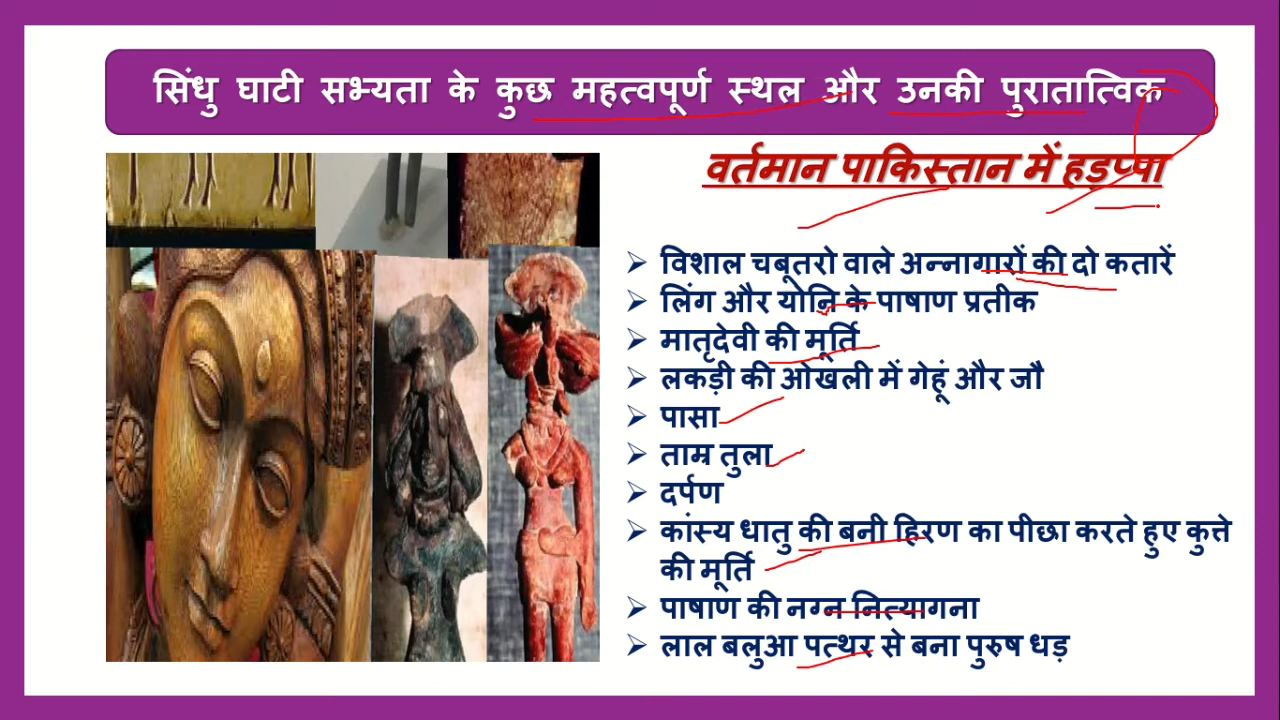 सिंधु घाटी सभ्यता के कुछ महत्वपूर्ण स्थल और उनकी पुरातात्विक
वर्तमान पाकिस्तान में हड़प्पा
विशाल चबूतरो वाले अन्नागारों की दो कतारें
लिंग और योनि के पाषाण प्रतीक
मातृदेवी की मूर्ति
लकड़ी की ओखली में गेहूं और जौ
पासा
ताम्र तुला
दर्पण
कांस्य धातु की बनी हिरण का पीछा करते हुए कुत्ते
की मूर्ति
पाषाण की नग्न नित्यागना
लाल बलुआ पत्थर से बना पुरुष धड़